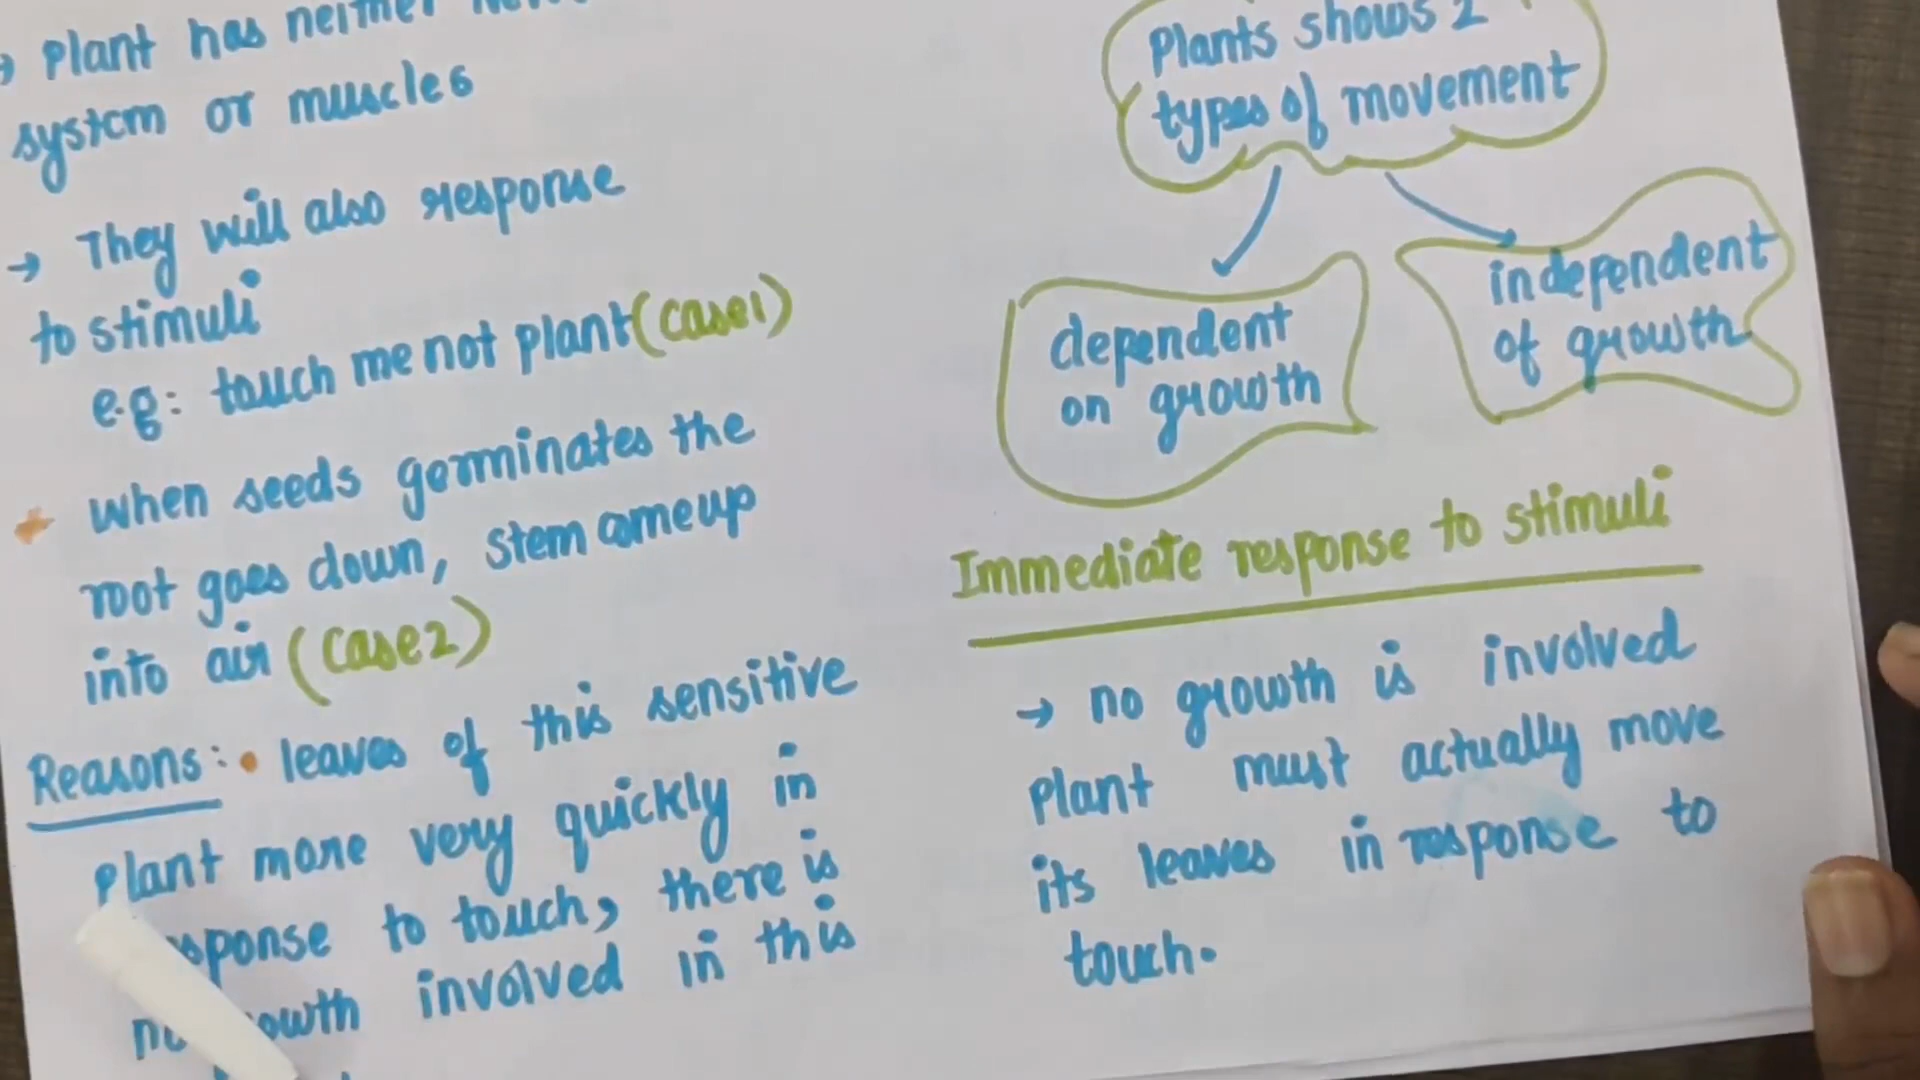 → plant has neither
system or muscles
→ They will also response
to stimuli
e.g: touch me not plant (case1)
when seeds germinates the
root goes down, stem come up
into air (case2)
Reasons: • leaves of this sensitive
plant move very quickly in
sponse to touch, there is
no owth involved in this
Plants shows 2
types of movement
dependent
on growth
independent
of growth
Immediate response to stimuli
→ no growth is involved
plant must actually move
its leaves in response to
touch.